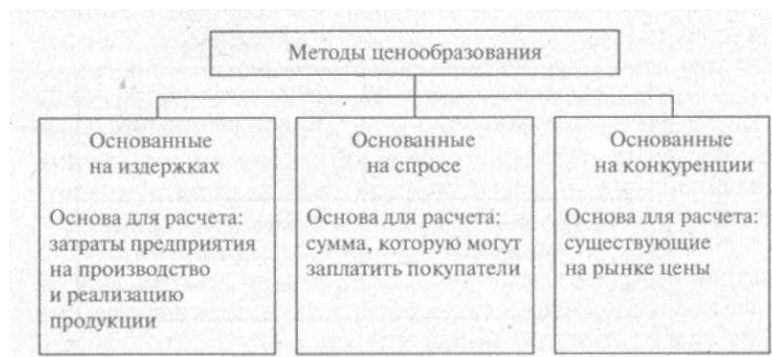 Методы ценообразования
Основанные
на издержках
Основа для расчета:
затраты предприятия
на производство
и реализацию
продукции
Основанные
на спросе
Основа для расчета:
сумма, которую могут
заплатить покупатели
Основанные
на конкуренции
Основа для расчета:
существующие
на рынке цены